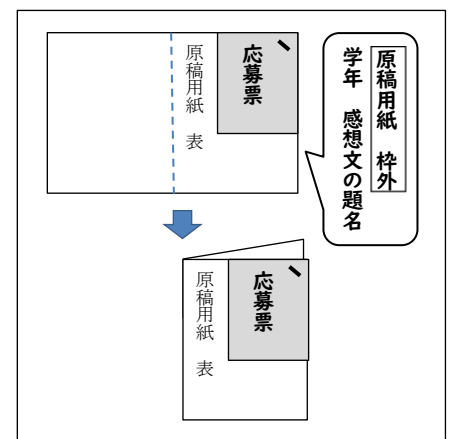 原稿用紙　枠外
学年　感想文の題名
応募票
原稿用紙　表
応募票
原稿用紙　表